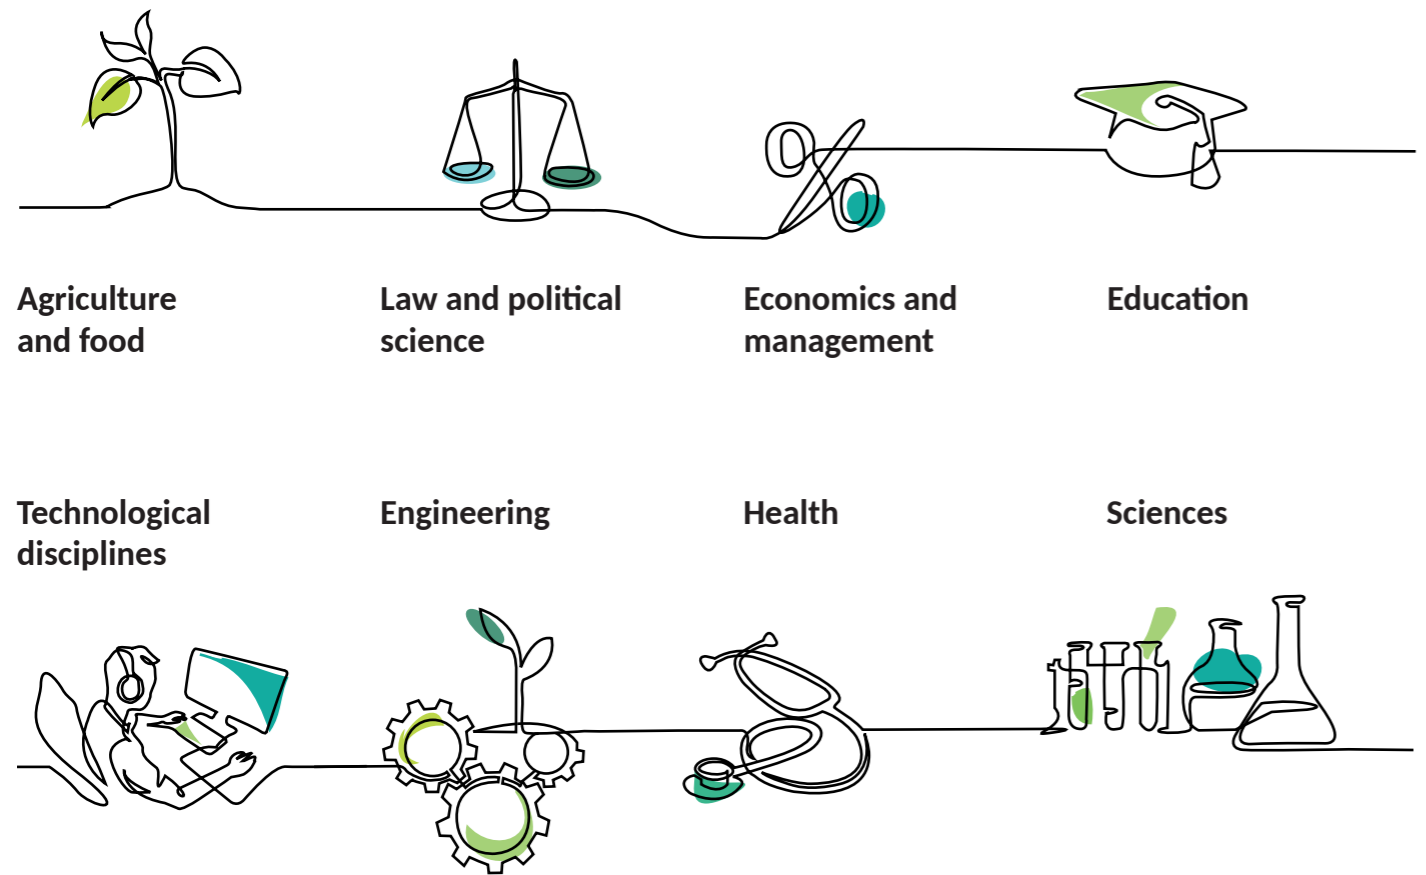 Agriculture
and food
Law and political
science
Economics and
management
Education
Technological
disciplines
Engineering
Health
Sciences